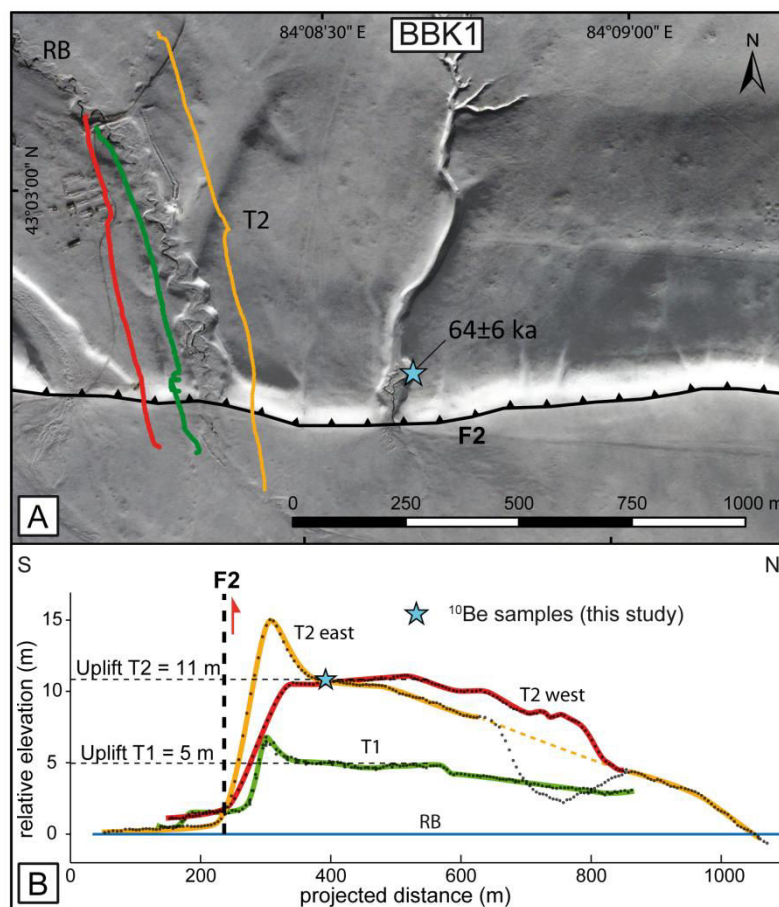 84°08'30" E
BBK1
84°09'00" E
RB
N
43°03'00" N
T2
64±6 ka
F2
A
0 250 500 750 1000 m
S
N
F2
15
T2 east
¹⁰Be samples (this study)
Uplift T2 = 11 m
10
T2 west
Uplift T1 = 5 m
T1
5
relative elevation (m)
RB
0
0 200 400 600 800 1000
B
projected distance (m)